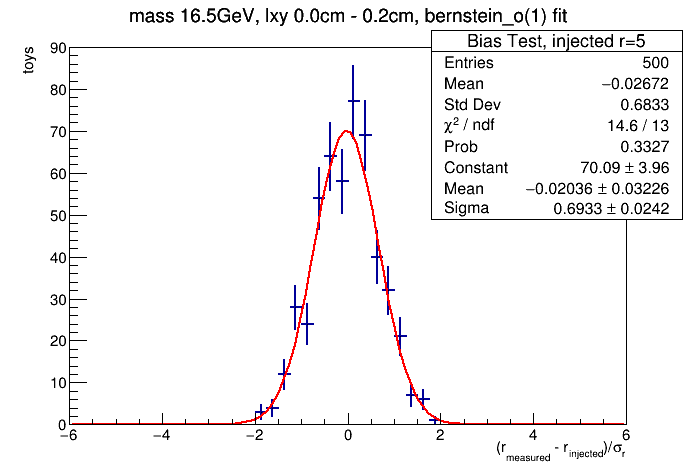 mass 16.5GeV, lxy 0.0cm - 0.2cm, bernstein_o(1) fit
Bias Test, injected r=5
Entries 500
Mean −0.02672
Std Dev 0.6833
χ² / ndf 14.6 / 13
Prob 0.3327
Constant 70.09 ± 3.96
Mean −0.02036 ± 0.03226
Sigma 0.6933 ± 0.0242
toys
90
80
70
60
50
40
30
20
10
0
−6 −4 −2 0 2 4 6
(r_measured - r_injected)/σ_r